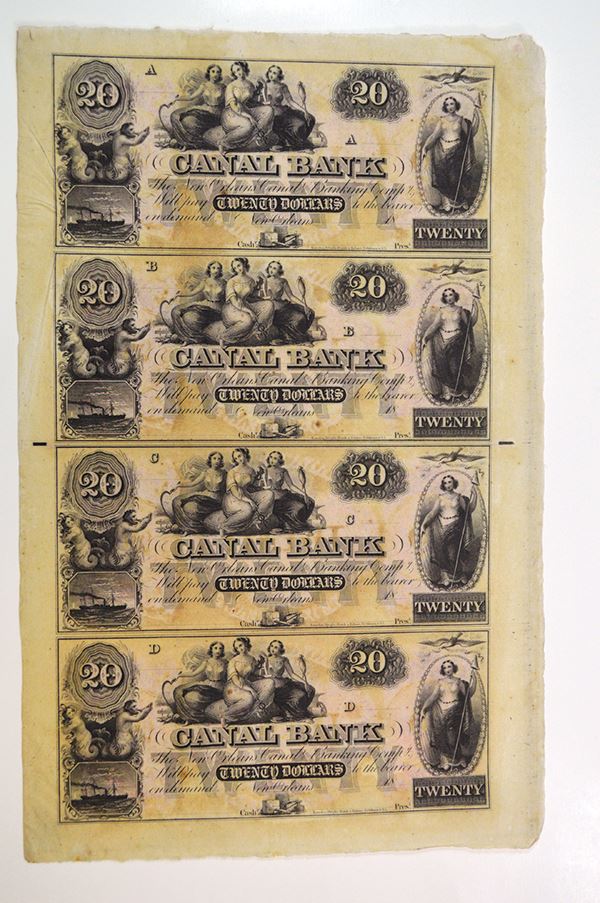 A
20
20
A
CANAL BANK
The New Orleans Canal & Banking Comp.y
Will pay TWENTY DOLLARS to the bearer
on demand New Orleans 18
TWENTY
Cash.r Pres.t
B
20
20
B
CANAL BANK
The New Orleans Canal & Banking Comp.y
Will pay TWENTY DOLLARS to the bearer
on demand New Orleans 18
TWENTY
Cash.r Pres.t
C
20
20
C
CANAL BANK
The New Orleans Canal & Banking Comp.y
Will pay TWENTY DOLLARS to the bearer
on demand New Orleans 18
TWENTY
Cash.r Pres.t
D
20
20
D
CANAL BANK
The New Orleans Canal & Banking Comp.y
Will pay TWENTY DOLLARS to the bearer
on demand New Orleans 18
TWENTY
Cash.r Pres.t